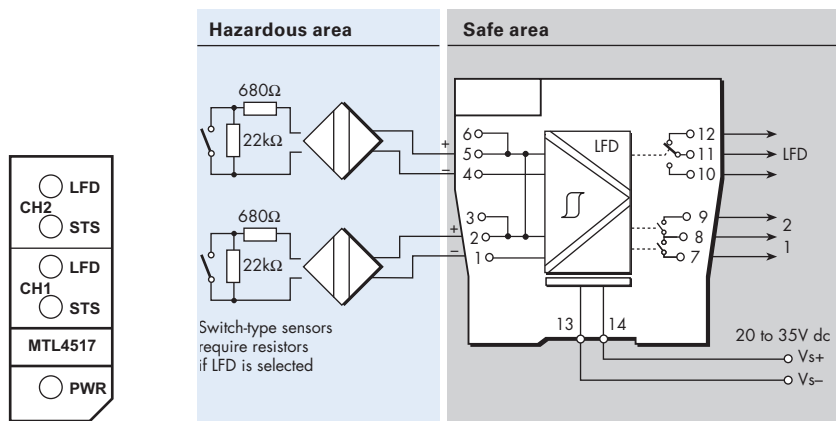 Hazardous area
Safe area
680Ω
22kΩ
+
−
6
5
4
LFD
12
11
10
LFD
680Ω
22kΩ
+
−
3
2
1
9
8
7
2
1
Switch-type sensors
require resistors
if LFD is selected
13
14
20 to 35V dc
Vs+
Vs–
LFD
CH2
STS
LFD
CH1
STS
MTL4517
PWR